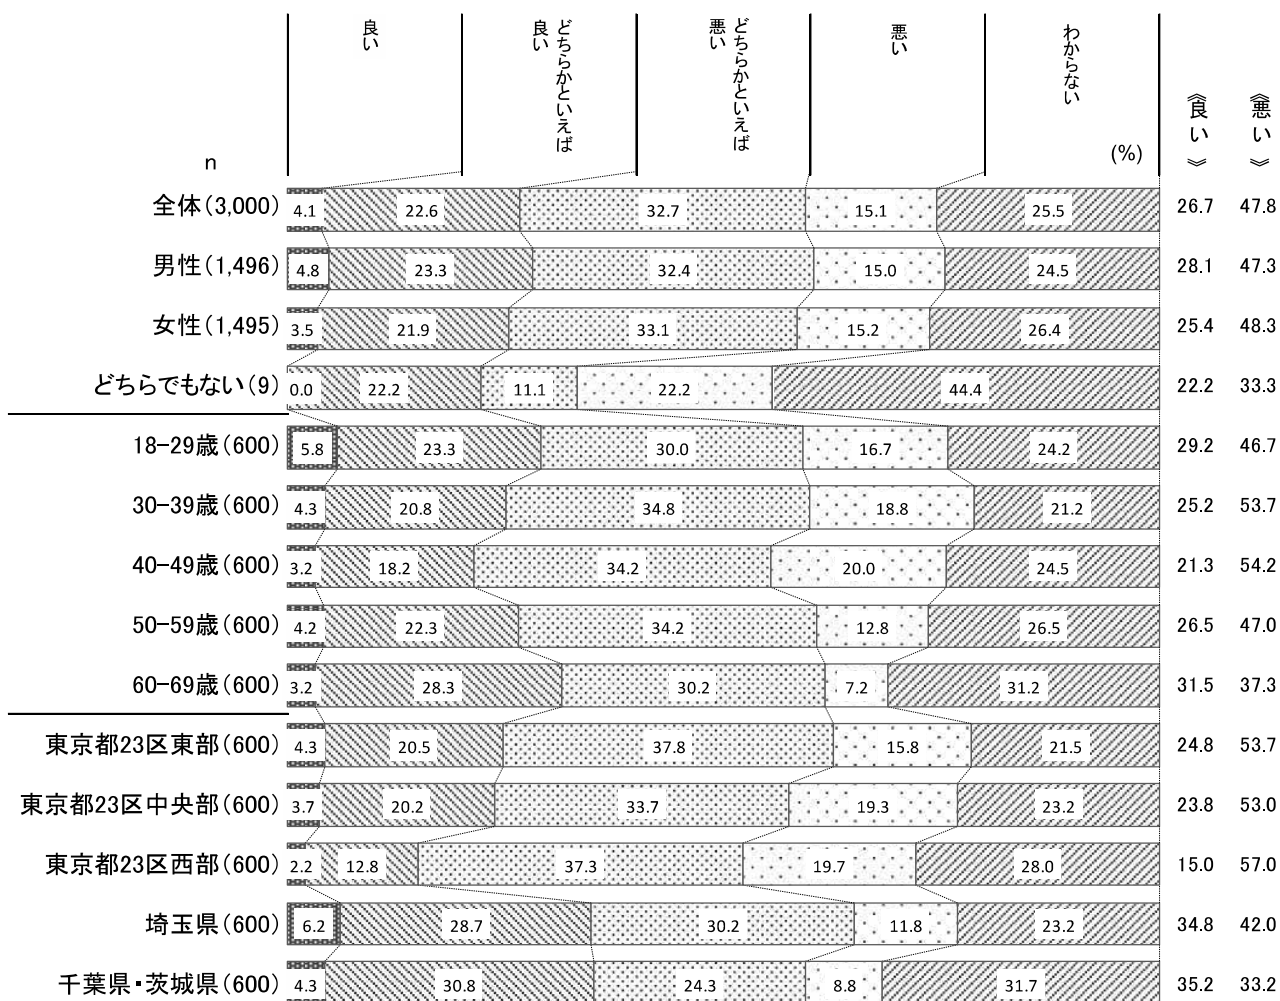 良い
どちらかといえば
良い
どちらかといえば
悪い
悪い
わからない
《良い》
《悪い》
n
(%)
全体(3,000) 4.1 22.6 32.7 15.1 25.5 26.7 47.8
男性(1,496) 4.8 23.3 32.4 15.0 24.5 28.1 47.3
女性(1,495) 3.5 21.9 33.1 15.2 26.4 25.4 48.3
どちらでもない(9) 0.0 22.2 11.1 22.2 44.4 22.2 33.3
18-29歳(600) 5.8 23.3 30.0 16.7 24.2 29.2 46.7
30-39歳(600) 4.3 20.8 34.8 18.8 21.2 25.2 53.7
40-49歳(600) 3.2 18.2 34.2 20.0 24.5 21.3 54.2
50-59歳(600) 4.2 22.3 34.2 12.8 26.5 26.5 47.0
60-69歳(600) 3.2 28.3 30.2 7.2 31.2 31.5 37.3
東京都23区東部(600) 4.3 20.5 37.8 15.8 21.5 24.8 53.7
東京都23区中央部(600) 3.7 20.2 33.7 19.3 23.2 23.8 53.0
東京都23区西部(600) 2.2 12.8 37.3 19.7 28.0 15.0 57.0
埼玉県(600) 6.2 28.7 30.2 11.8 23.2 34.8 42.0
千葉県・茨城県(600) 4.3 30.8 24.3 8.8 31.7 35.2 33.2